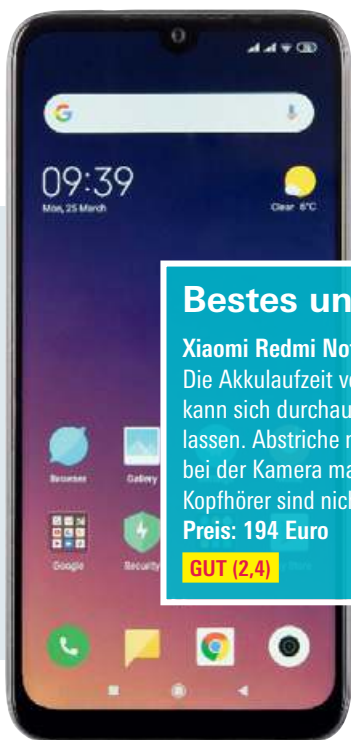 09:39
Mon, 25 March
Clear 6°C
Bestes un
Xiaomi Redmi No
Die Akkulaufzeit v
kann sich durchau
lassen. Abstriche
bei der Kamera ma
Kopfhörer sind nich
Preis: 194 Euro
GUT (2,4)
Browser
Gallery
Google
Security